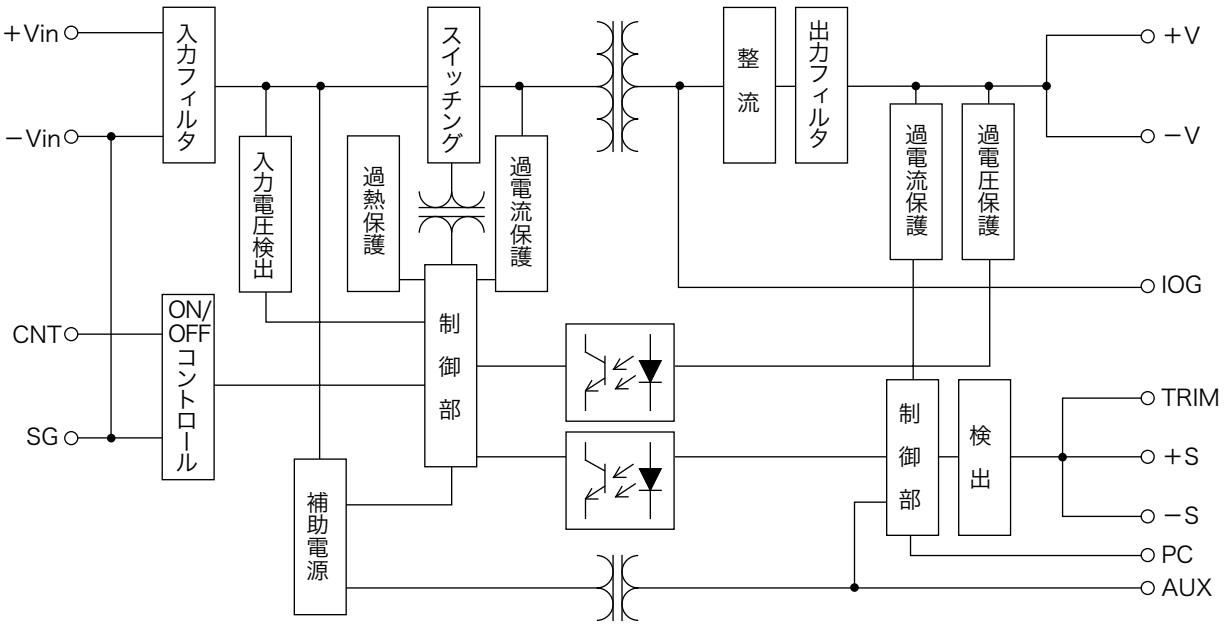 +Vin
−Vin
CNT
SG
入力フィルタ
入力電圧検出
ON/
OFF
コントロール
補助電源
過熱保護
スイッチング
過電流保護
制御部
整流
出力フィルタ
過電流保護
過電圧保護
制御部
検出
+V
−V
IOG
TRIM
+S
−S
PC
AUX